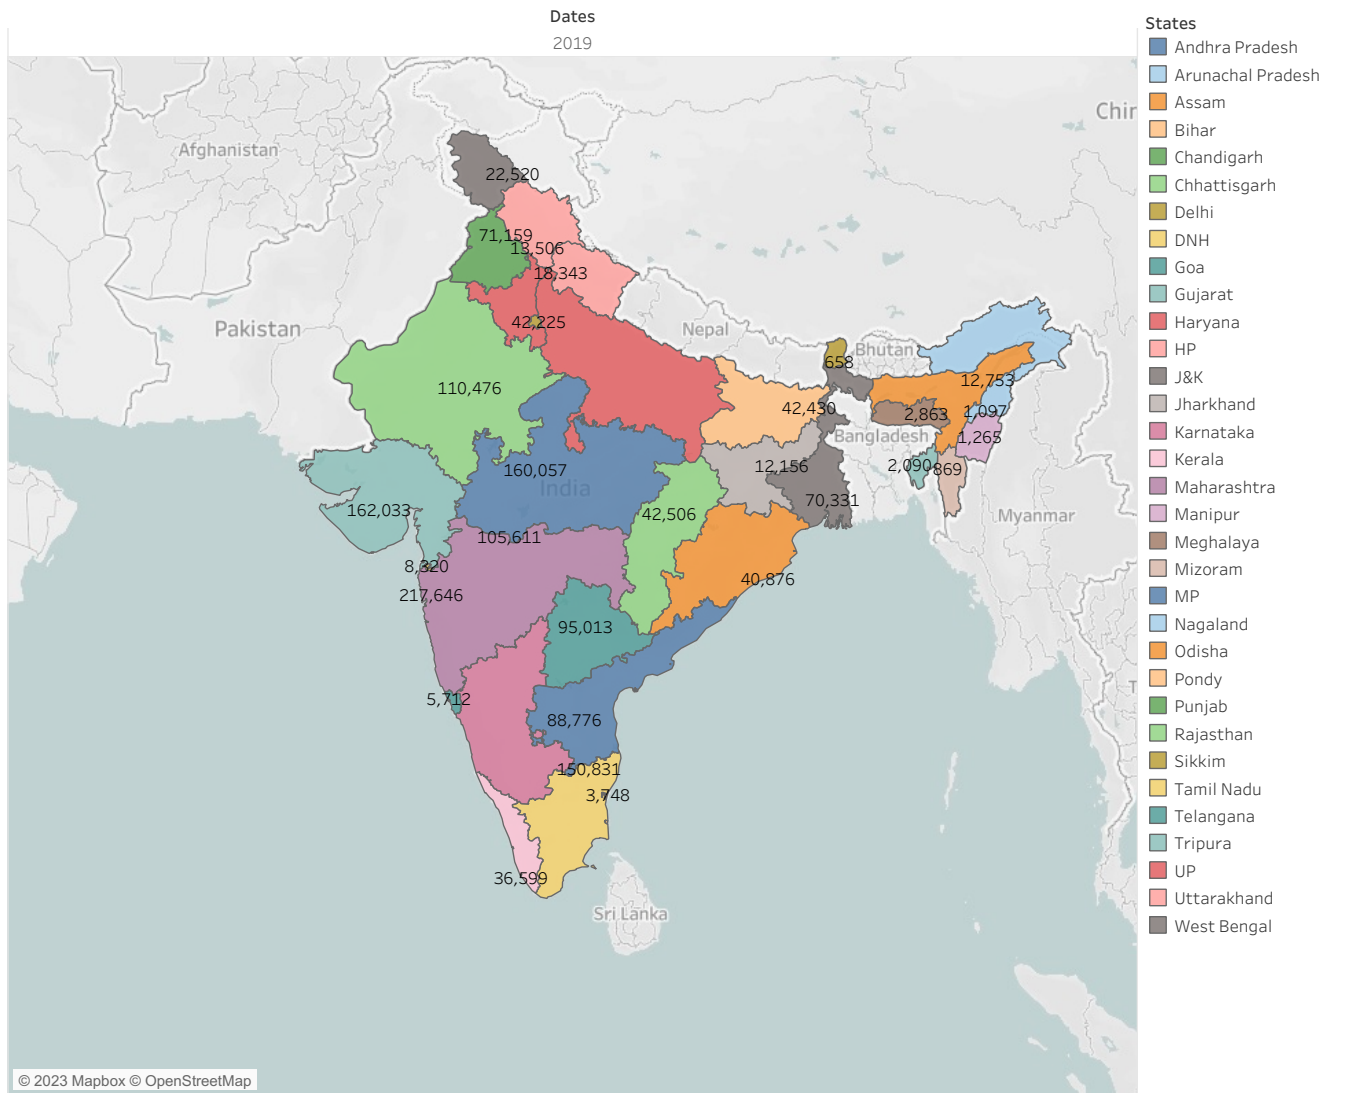 Dates
2019
States
Andhra Pradesh
Arunachal Pradesh
Assam
Bihar
Chandigarh
Chhattisgarh
Delhi
DNH
Goa
Gujarat
Haryana
HP
J&K
Jharkhand
Karnataka
Kerala
Maharashtra
Manipur
Meghalaya
Mizoram
MP
Nagaland
Odisha
Pondy
Punjab
Rajasthan
Sikkim
Tamil Nadu
Telangana
Tripura
UP
Uttarakhand
West Bengal
Afghanistan
22,520
71,159
13,506
18,343
Pakistan
42,225
Nepal
Bhutan
658
110,476
12,753
42,430
2,863
1,097
Bangladesh
1,265
160,057
12,156
2,090
869
India
70,331
162,033
42,506
Myanmar
105,611
8,320
40,876
217,646
95,013
5,712
88,776
150,831
3,748
36,599
Sri Lanka
© 2023 Mapbox © OpenStreetMap